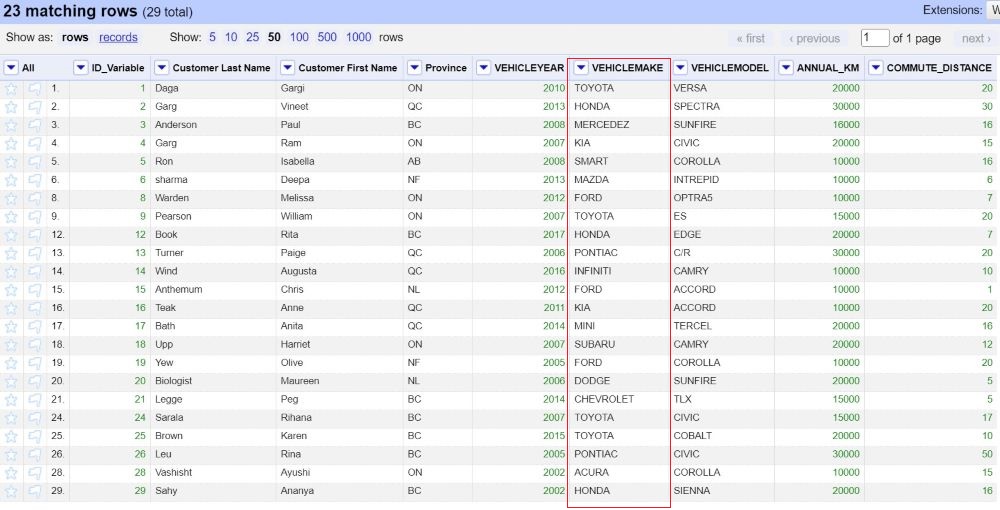 23 matching rows (29 total) Extensions: W
Show as: rows records Show: 5 10 25 50 100 500 1000 rows « first ‹ previous 1 of 1 page next ›
All ID_Variable Customer Last Name Customer First Name Province VEHICLEYEAR VEHICLEMAKE VEHICLEMODEL ANNUAL_KM COMMUTE_DISTANCE
1. 1 Daga Gargi ON 2010 TOYOTA VERSA 20000 20
2. 2 Garg Vineet QC 2013 HONDA SPECTRA 30000 30
3. 3 Anderson Paul BC 2008 MERCEDEZ SUNFIRE 16000 16
4. 4 Garg Ram ON 2007 KIA CIVIC 20000 15
5. 5 Ron Isabella AB 2008 SMART COROLLA 10000 16
6. 6 sharma Deepa NF 2013 MAZDA INTREPID 10000 6
8. 8 Warden Melissa ON 2012 FORD OPTRA5 10000 7
9. 9 Pearson William ON 2007 TOYOTA ES 15000 20
12. 12 Book Rita BC 2017 HONDA EDGE 20000 7
13. 13 Turner Paige QC 2006 PONTIAC C/R 30000 20
14. 14 Wind Augusta QC 2016 INFINITI CAMRY 10000 10
15. 15 Anthemum Chris NL 2012 FORD ACCORD 10000 1
16. 16 Teak Anne QC 2011 KIA ACCORD 10000 20
17. 17 Bath Anita QC 2014 MINI TERCEL 20000 16
18. 18 Upp Harriet ON 2007 SUBARU CAMRY 20000 12
19. 19 Yew Olive NF 2005 FORD COROLLA 10000 20
20. 20 Biologist Maureen NL 2006 DODGE SUNFIRE 20000 5
21. 21 Legge Peg BC 2014 CHEVROLET TLX 15000 5
24. 24 Sarala Rihana BC 2007 TOYOTA CIVIC 15000 17
25. 25 Brown Karen BC 2015 TOYOTA COBALT 20000 10
26. 26 Leu Rina BC 2005 PONTIAC CIVIC 30000 50
28. 28 Vashisht Ayushi ON 2002 ACURA COROLLA 10000 15
29. 29 Sahy Ananya BC 2002 HONDA SIENNA 20000 16